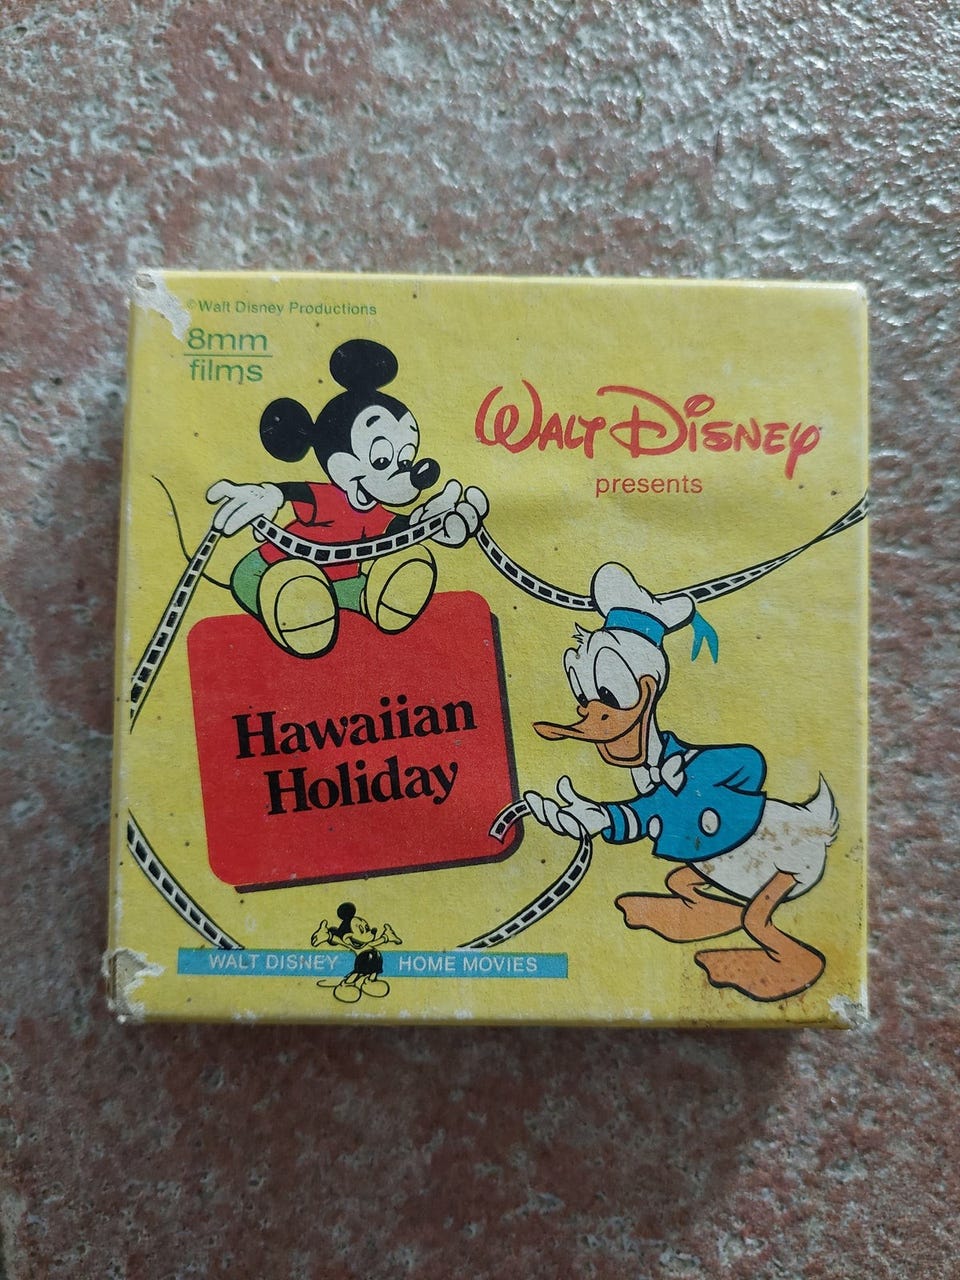 ©Walt Disney Productions
8mm
films
WALT DISNEY
presents
Hawaiian
Holiday
WALT DISNEY HOME MOVIES